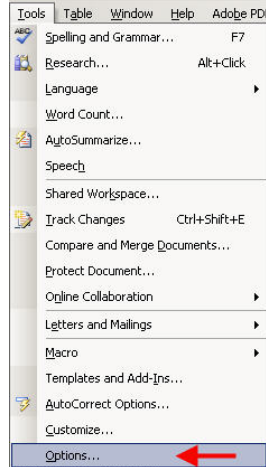 Tools Table Window Help Adobe PD
ABC Spelling and Grammar... F7
Research... Alt+Click
Language
Word Count...
AutoSummarize...
Speech
Shared Workspace...
Track Changes Ctrl+Shift+E
Compare and Merge Documents...
Protect Document...
Online Collaboration
Letters and Mailings
Macro
Templates and Add-Ins...
AutoCorrect Options...
Customize...
Options...